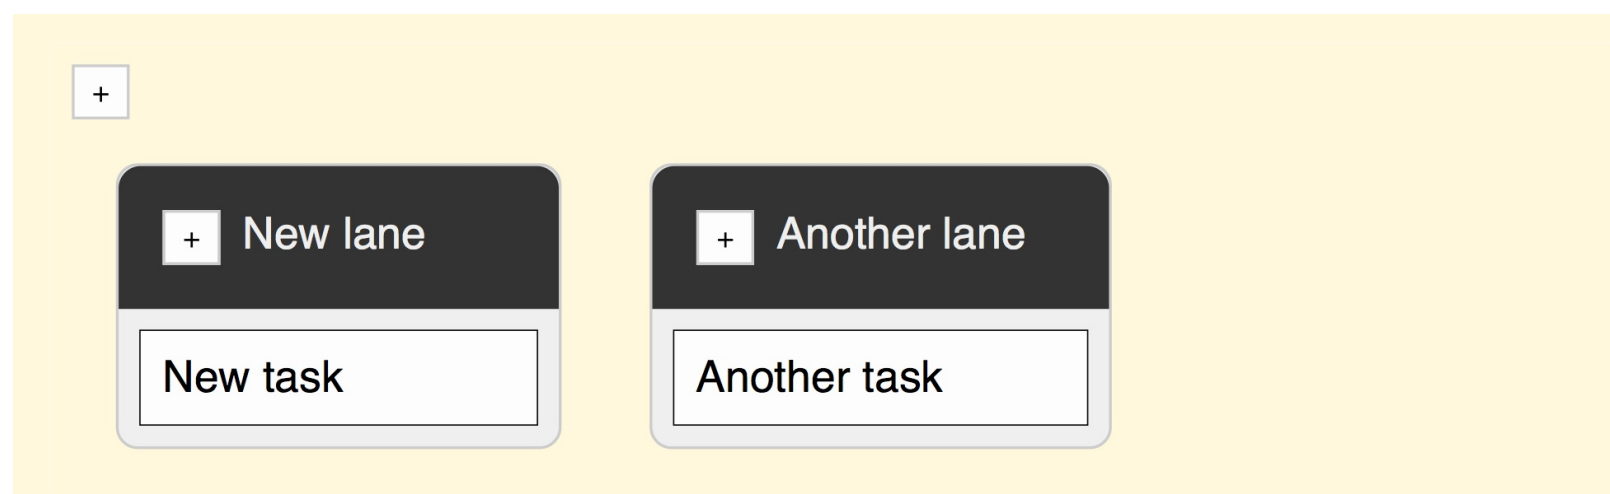 +
+ New lane
New task
+ Another lane
Another task